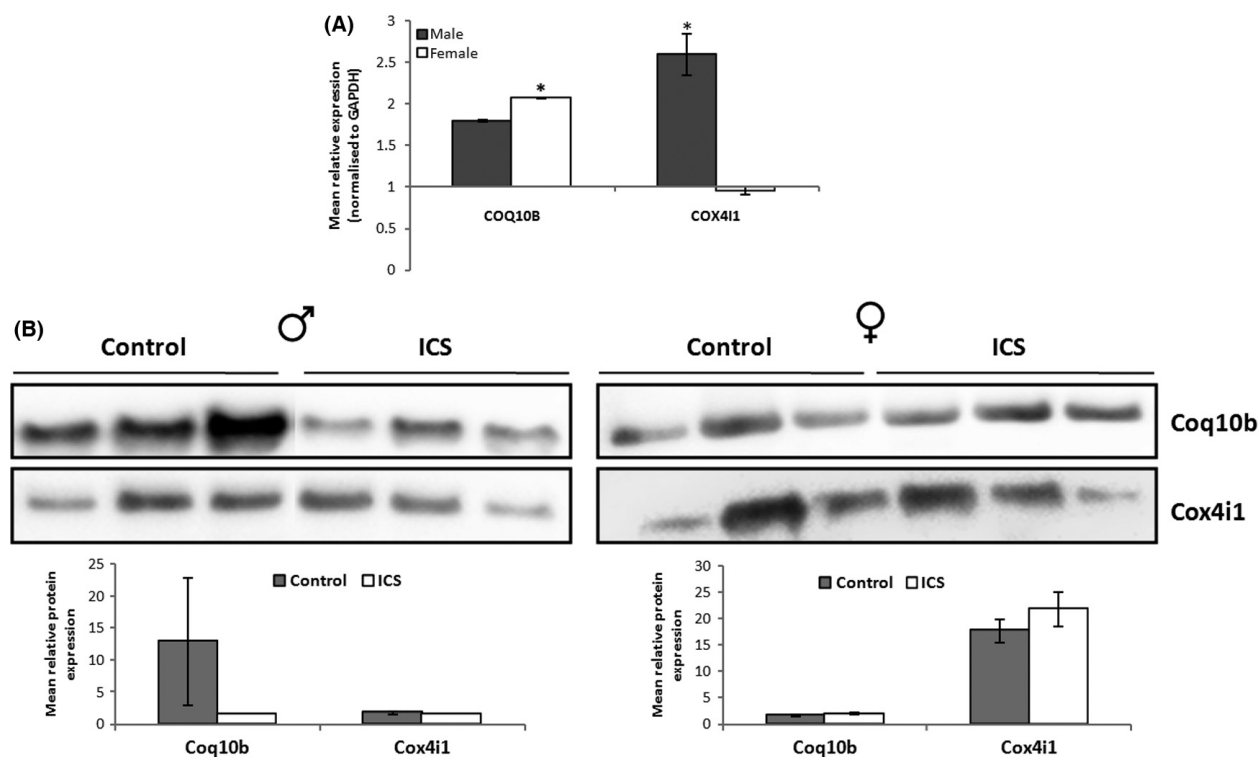 (A)
Mean relative expression
(normalised to GAPDH)
3
2.5
2
1.5
1
0.5
0
Male
Female
*
*
COQ10B
COX4I1
(B)
♂
♀
Control
ICS
Control
ICS
Coq10b
Cox4i1
Mean relative protein
expression
25
20
15
10
5
0
Control
ICS
Coq10b
Cox4i1
Mean relative protein
expression
30
25
20
15
10
5
0
Control
ICS
Coq10b
Cox4i1